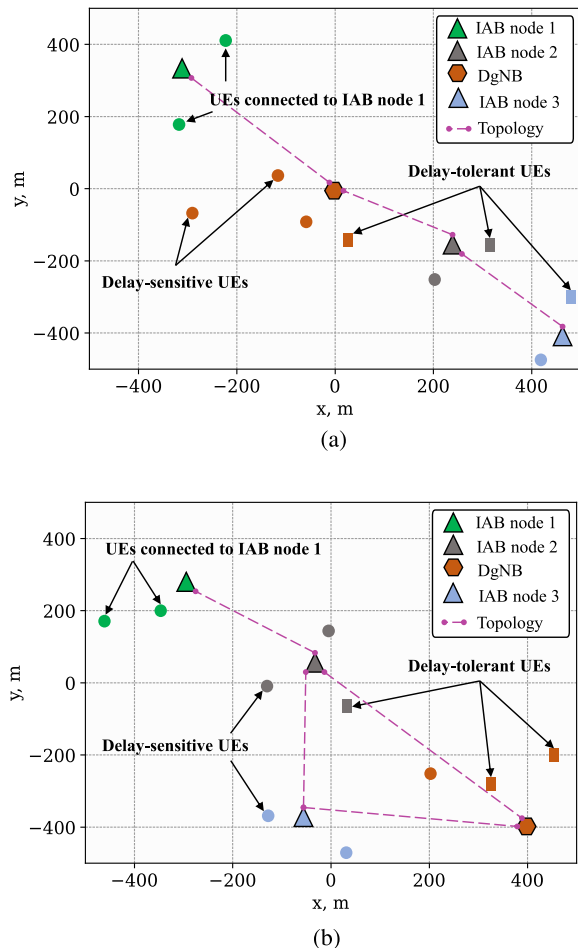 400
200
0
−200
−400
y, m
−400
−200
0
200
400
x, m
IAB node 1
IAB node 2
DgNB
IAB node 3
Topology
UEs connected to IAB node 1
Delay-tolerant UEs
Delay-sensitive UEs
(a)
400
200
0
−200
−400
y, m
−400
−200
0
200
400
x, m
IAB node 1
IAB node 2
DgNB
IAB node 3
Topology
UEs connected to IAB node 1
Delay-tolerant UEs
Delay-sensitive UEs
(b)